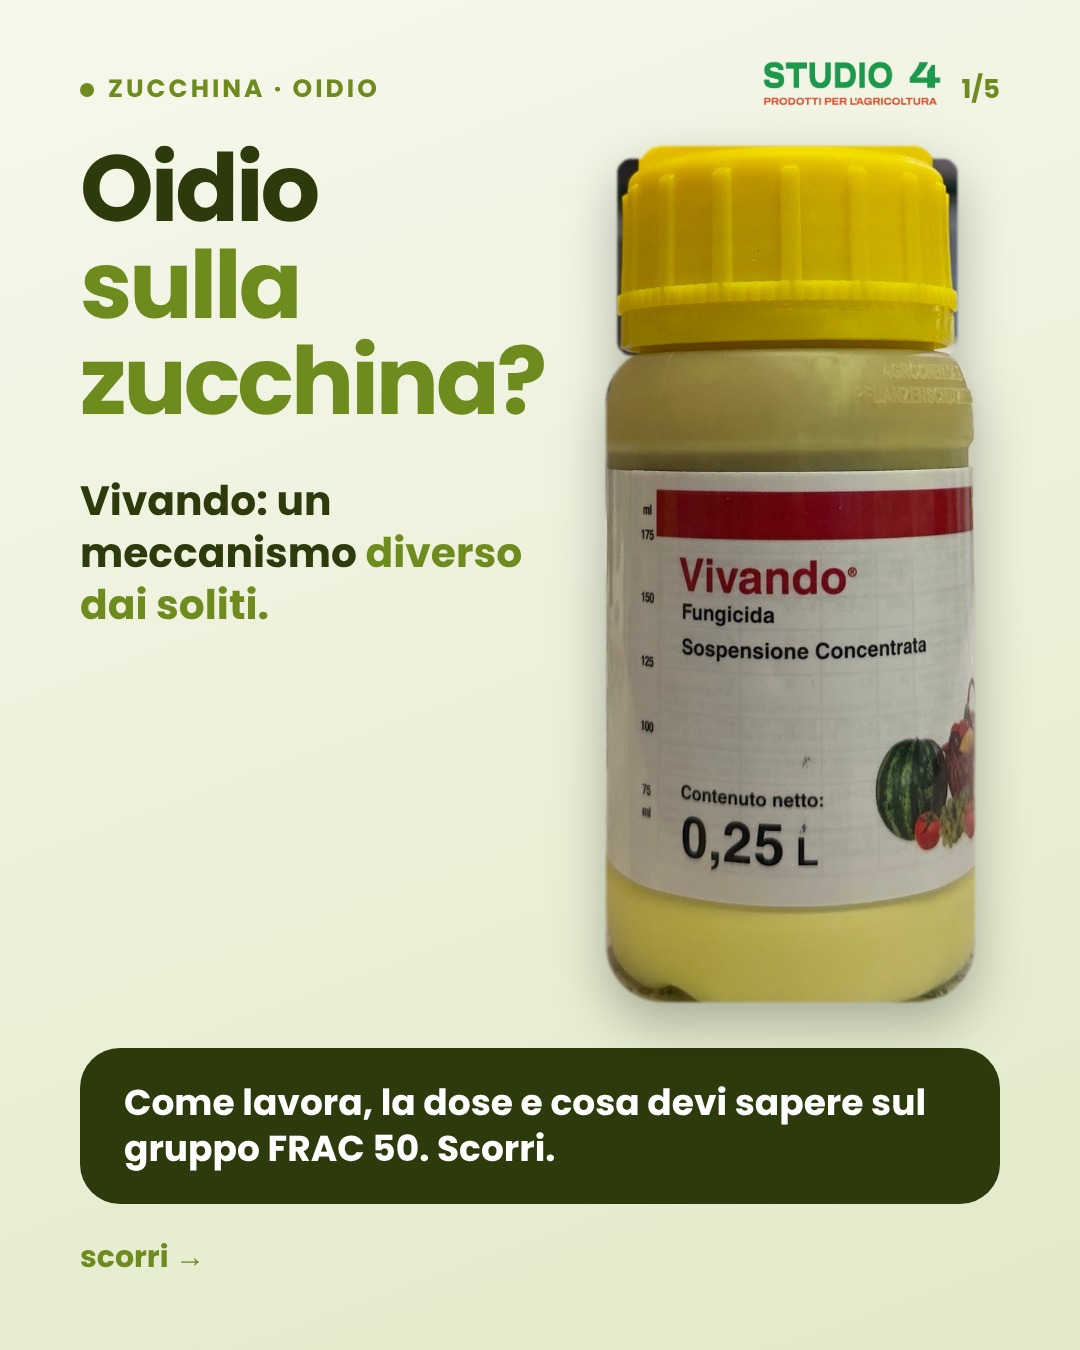 ZUCCHINA · OIDIO
STUDIO 4
PRODOTTI PER L'AGRICOLTURA
1/5
Oidio
sulla
zucchina?
Vivando: un
meccanismo diverso
dai soliti.
ml
175
150
125
100
75
ml
Vivando®
Fungicida
Sospensione Concentrata
Contenuto netto:
0,25 L
Come lavora, la dose e cosa devi sapere sul
gruppo FRAC 50. Scorri.
scorri →